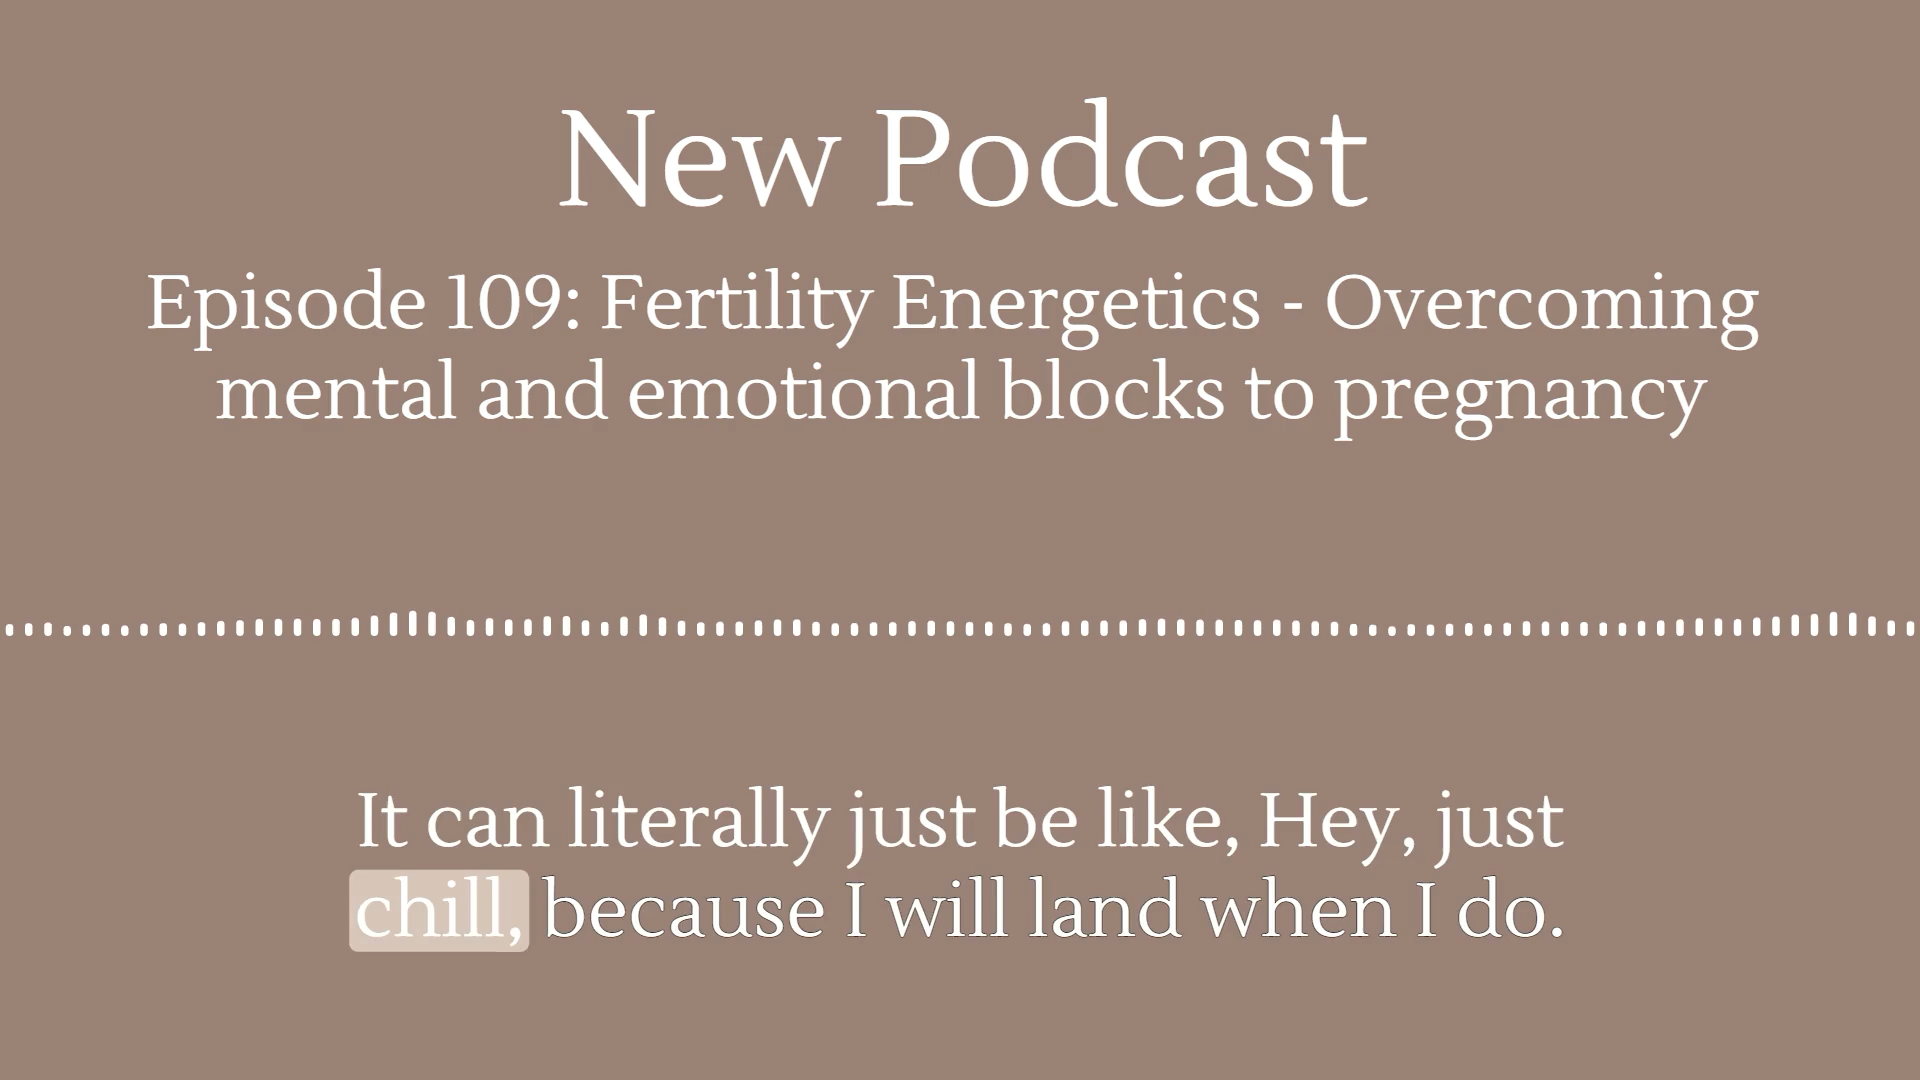 New Podcast
Episode 109: Fertility Energetics - Overcoming
mental and emotional blocks to pregnancy
It can literally just be like, Hey, just
chill, because I will land when I do.